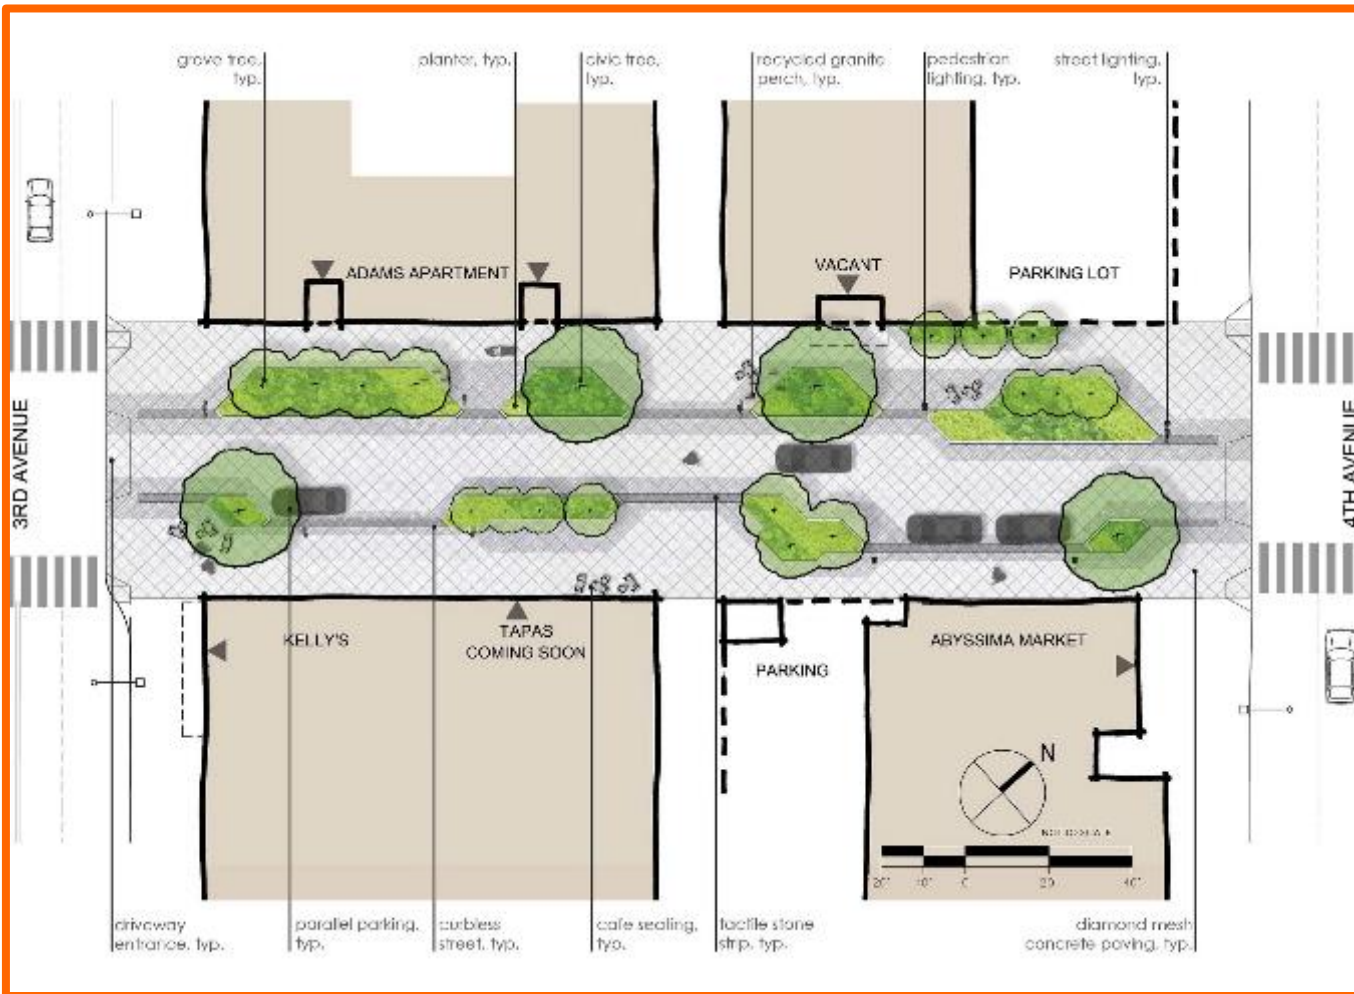 grove tree,
typ.
planter, typ.
civic tree,
typ.
recycled granite
perch, typ.
pedestrian
lighting, typ.
street lighting,
typ.
ADAMS APARTMENT
VACANT
PARKING LOT
3RD AVENUE
4TH AVENUE
KELLY'S
TAPAS
COMING SOON
PARKING
ABYSSIMA MARKET
N
NOT TO SCALE
20'
10'
0
20
40'
driveway
entrance, typ.
parallel parking,
typ.
curbless
street, typ.
cafe seating,
typ.
tactile stone
strip, typ.
diamond mesh
concrete paving, typ.